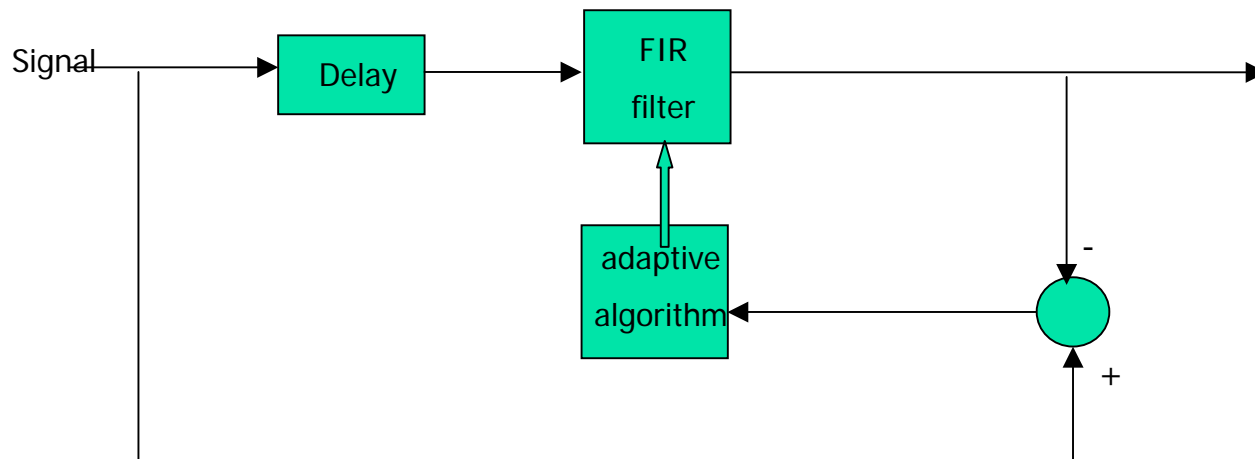 Signal
Delay
FIR
filter
adaptive
algorithm
-
+